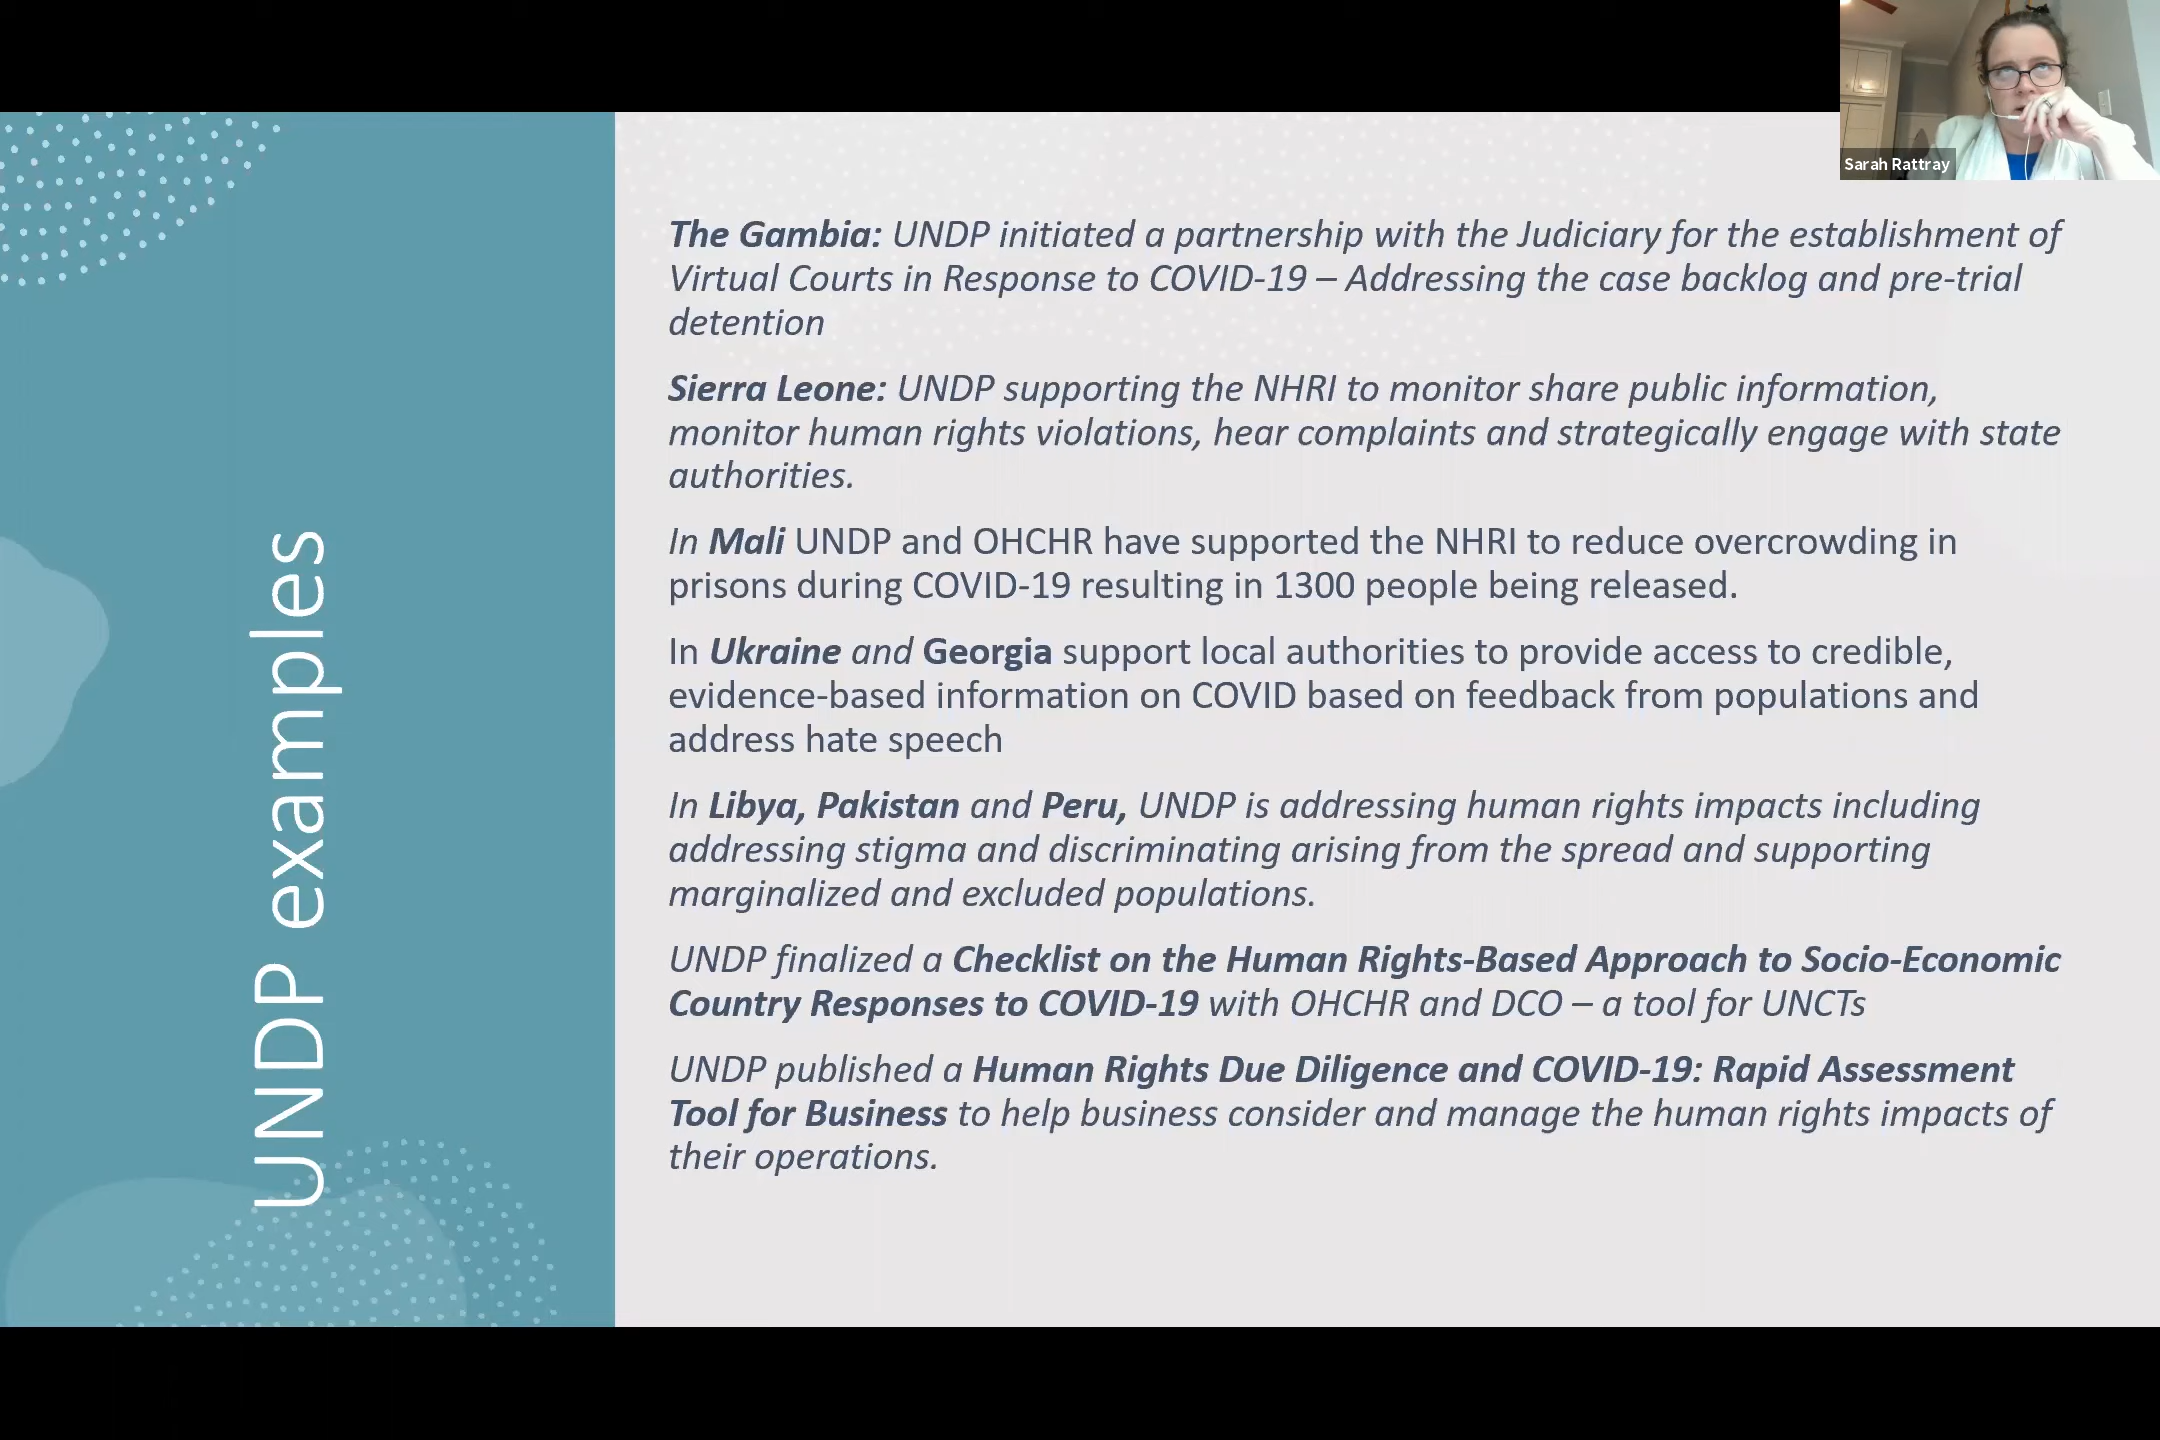 Sarah Rattray
UNDP examples
The Gambia: UNDP initiated a partnership with the Judiciary for the establishment of
Virtual Courts in Response to COVID-19 – Addressing the case backlog and pre-trial
detention
Sierra Leone: UNDP supporting the NHRI to monitor share public information,
monitor human rights violations, hear complaints and strategically engage with state
authorities.
In Mali UNDP and OHCHR have supported the NHRI to reduce overcrowding in
prisons during COVID-19 resulting in 1300 people being released.
In Ukraine and Georgia support local authorities to provide access to credible,
evidence-based information on COVID based on feedback from populations and
address hate speech
In Libya, Pakistan and Peru, UNDP is addressing human rights impacts including
addressing stigma and discriminating arising from the spread and supporting
marginalized and excluded populations.
UNDP finalized a Checklist on the Human Rights-Based Approach to Socio-Economic
Country Responses to COVID-19 with OHCHR and DCO – a tool for UNCTs
UNDP published a Human Rights Due Diligence and COVID-19: Rapid Assessment
Tool for Business to help business consider and manage the human rights impacts of
their operations.